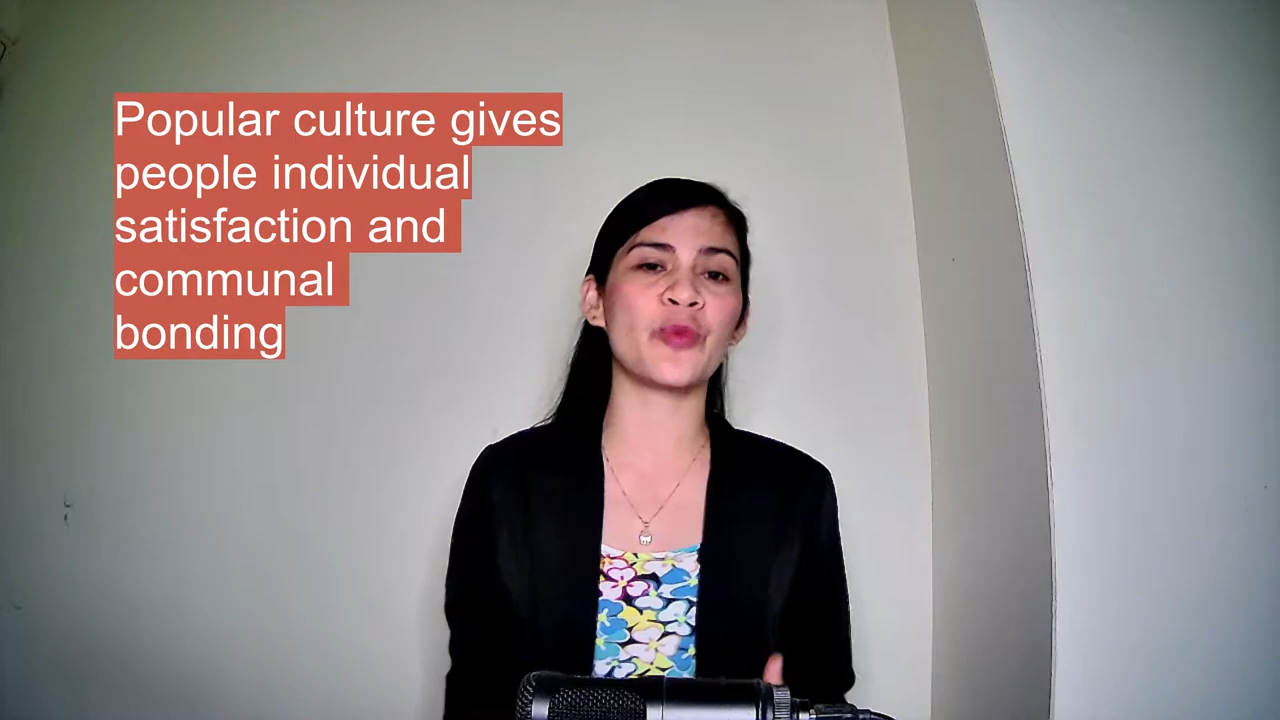 Popular culture gives
people individual
satisfaction and
communal
bonding